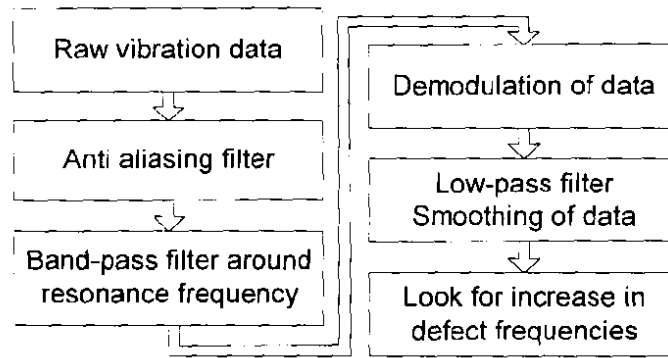 Raw vibration data
Anti aliasing filter
Band-pass filter around
resonance frequency
Demodulation of data
Low-pass filter
Smoothing of data
Look for increase in
defect frequencies